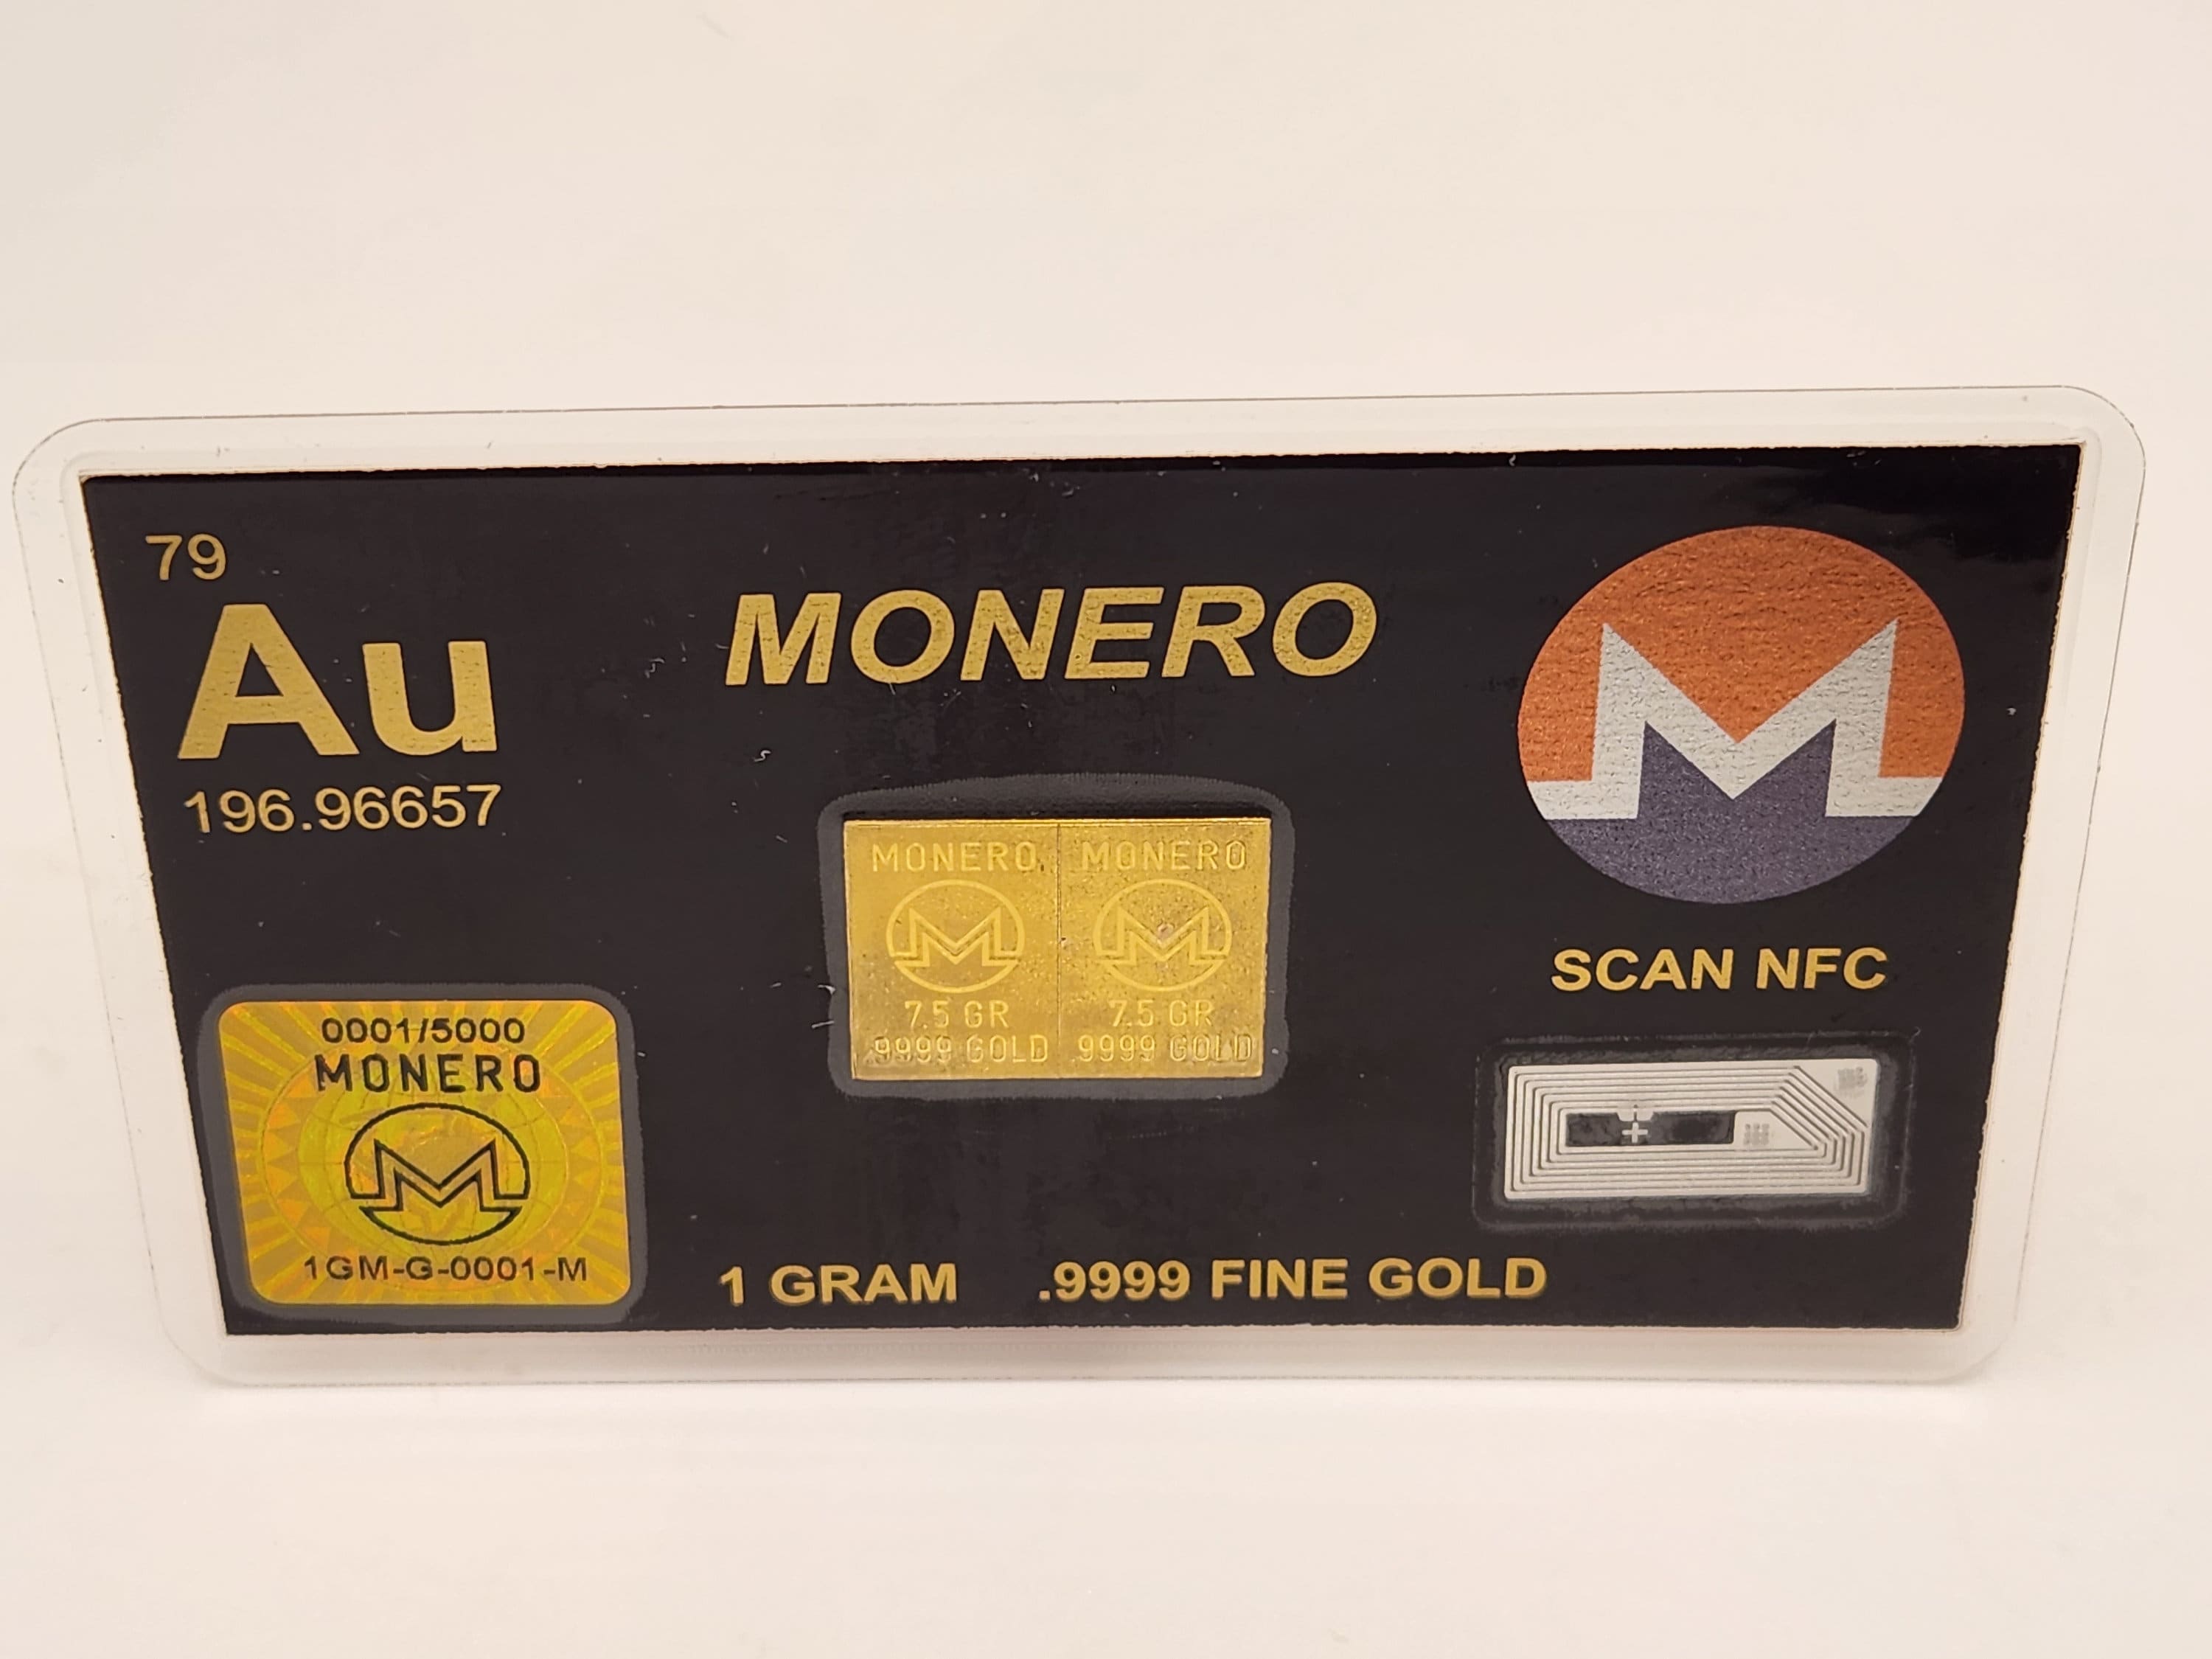 79
Au
196.96657
MONERO
SCAN NFC
MONERO MONERO
7.5 GR 7.5 GR
9999 GOLD 9999 GOLD
0001/5000
MONERO
1GM-G-0001-M
1 GRAM .9999 FINE GOLD